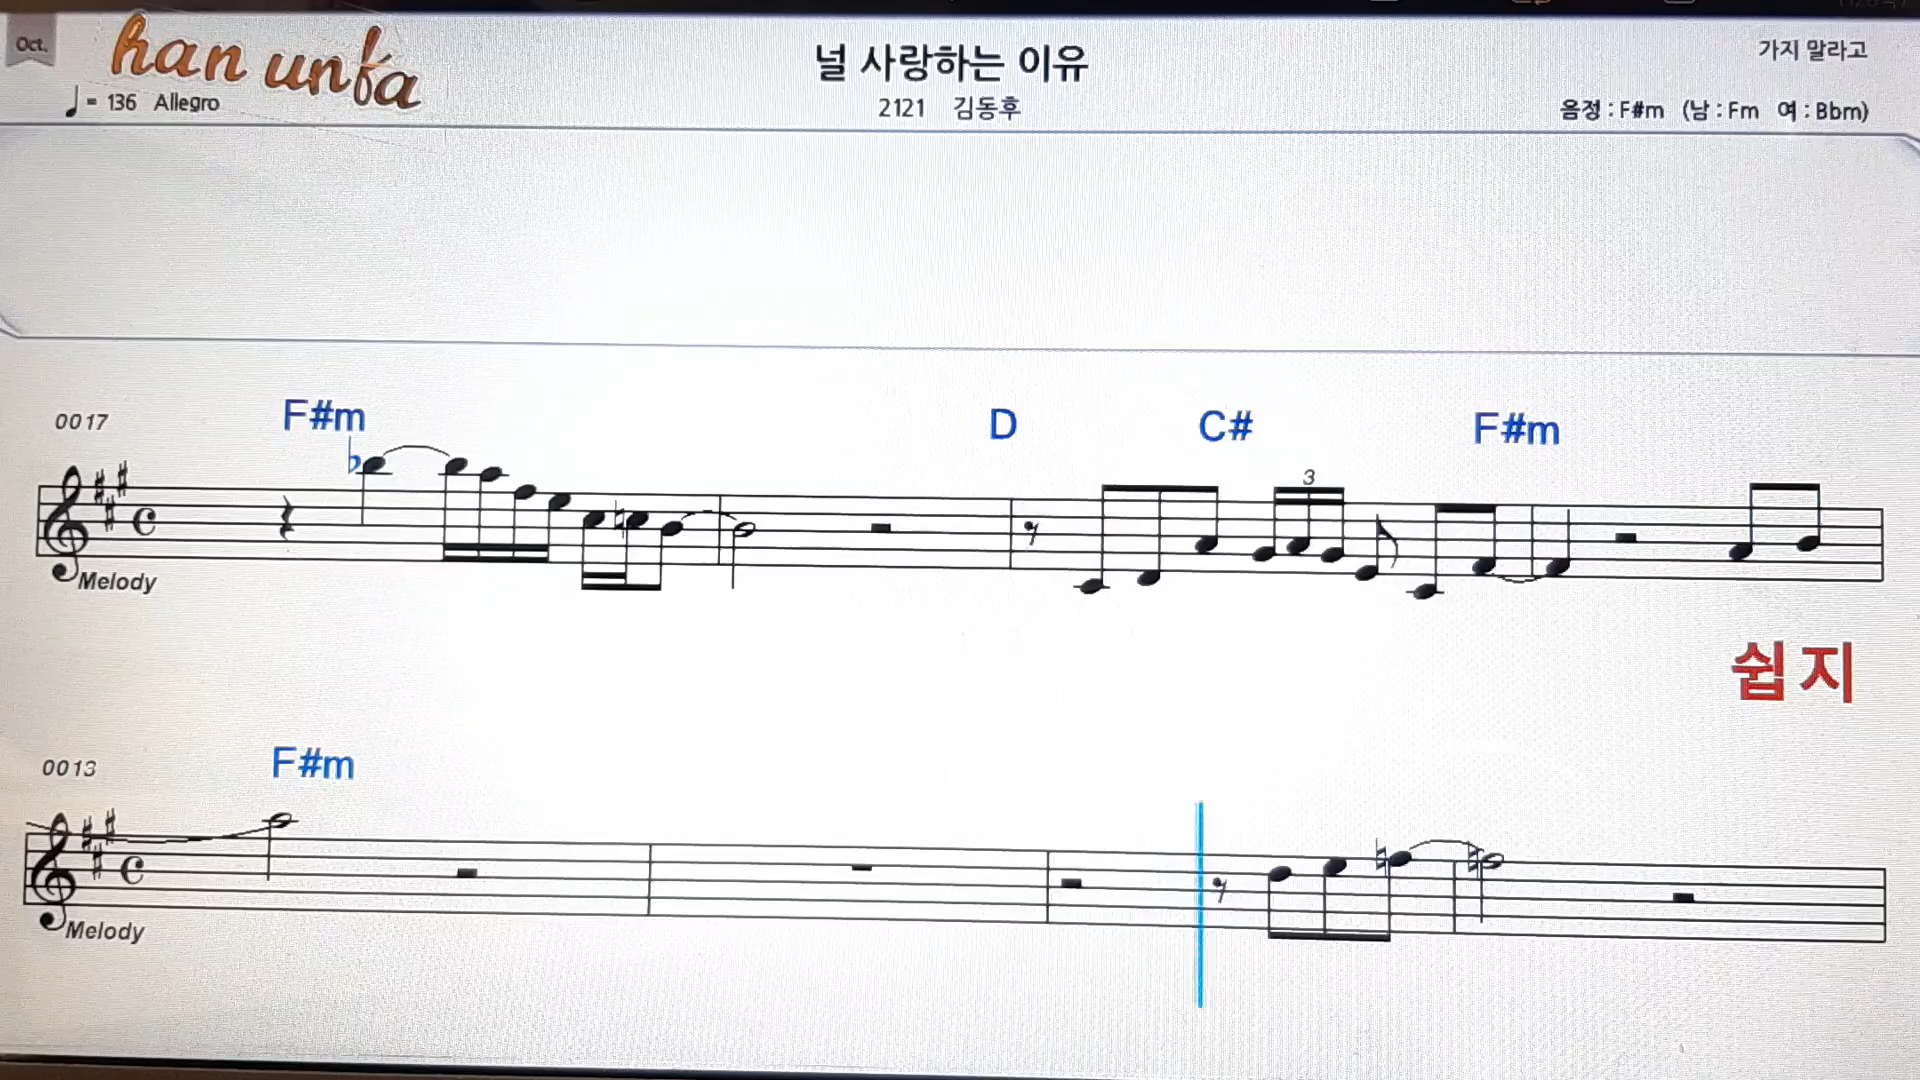 Oct.
han unfa
널 사랑하는 이유
가지 말라고
= 136 Allegro
2121 김동후
음정 : F#m (남 : Fm 여 : Bbm)
0017 F#m D C# F#m
3
Melody
쉽지
0013 F#m
Melody